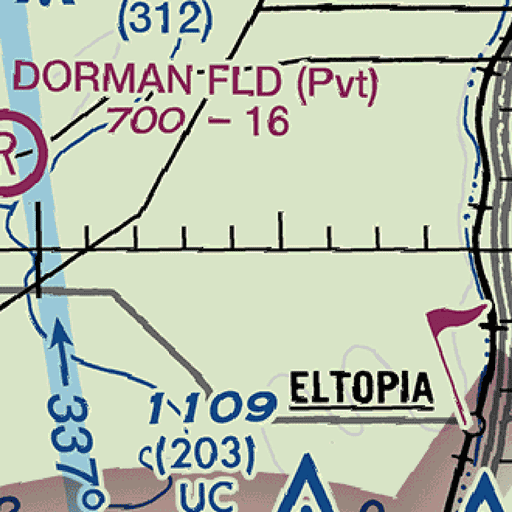 (312)
DORMAN FLD (Pvt)
700 - 16
R
ELTOPIA
1109
(203)
UC
337°